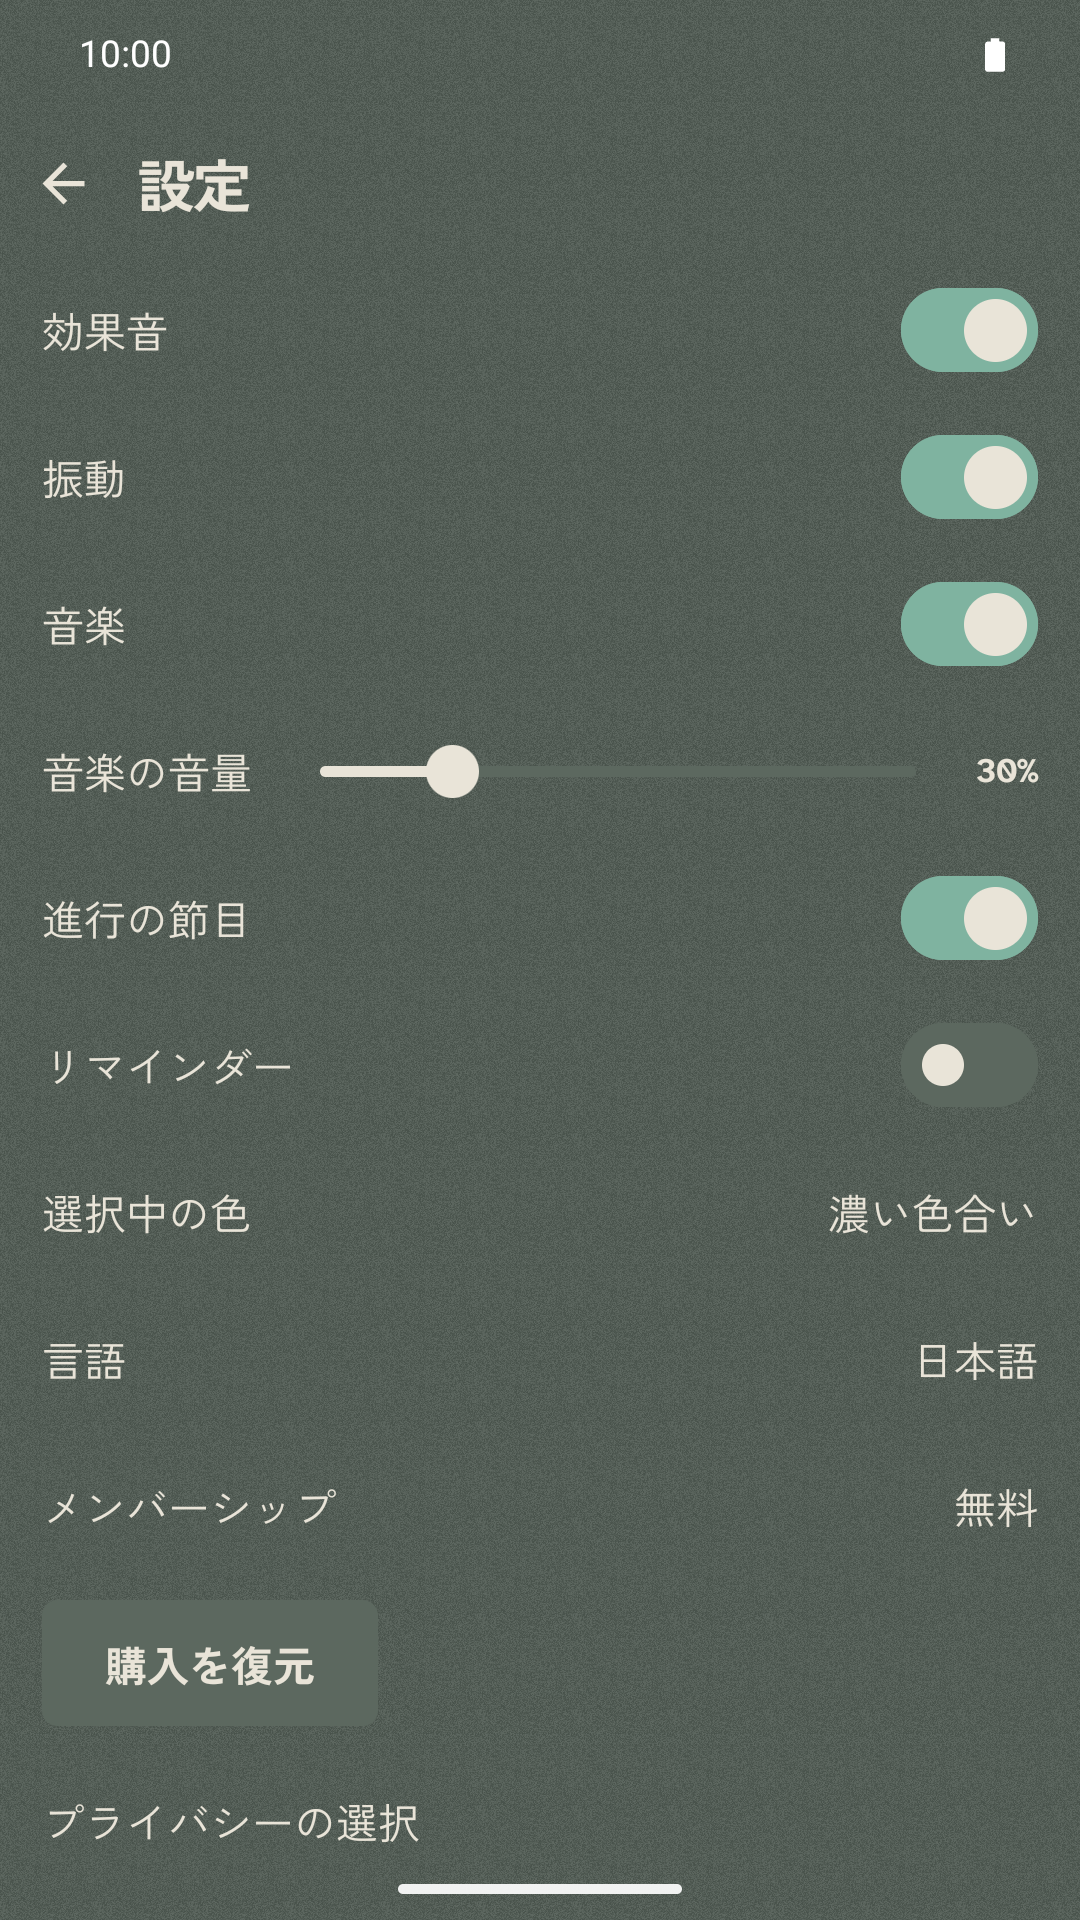 10:00
設定
効果音
振動
音楽
音楽の音量 30%
進行の節目
リマインダー
選択中の色 濃い色合い
言語 日本語
メンバーシップ 無料
購入を復元
プライバシーの選択